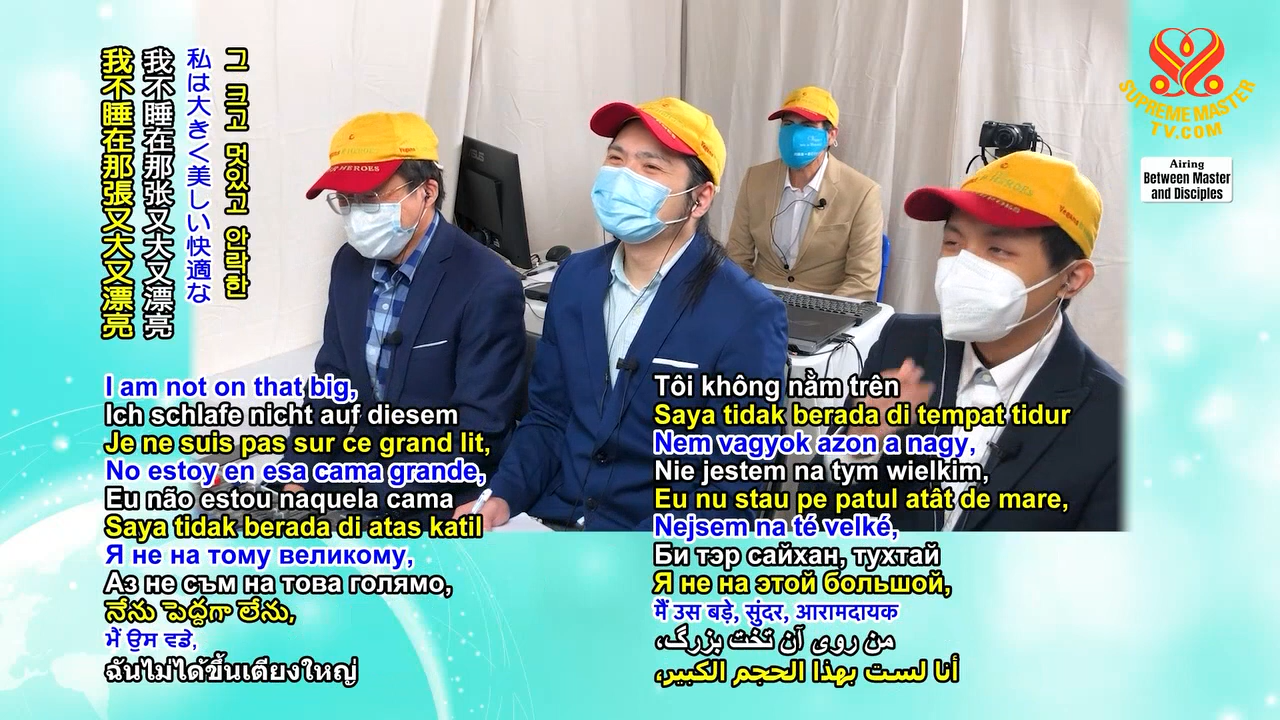 그 크고 멋있고 안락한
私は大きく美しい快適な
我不睡在那张又大又漂亮
我不睡在那張又大又漂亮
SUPREME MASTER
TV.COM
Airing
Between Master
and Disciples
ASUS
HEROES
I am not on that big,
Ich schlafe nicht auf diesem
Je ne suis pas sur ce grand lit,
No estoy en esa cama grande,
Eu não estou naquela cama
Saya tidak berada di atas katil
Я не на тому великому,
Аз не съм на това голямо,
నేను పెద్దగా లేను,
ਮੈਂ ਉਸ ਵਡੇ,
ฉันไม่ได้ขึ้นเตียงใหญ่
Tôi không nằm trên
Saya tidak berada di tempat tidur
Nem vagyok azon a nagy,
Nie jestem na tym wielkim,
Eu nu stau pe patul atât de mare,
Nejsem na té velké,
Би тэр сайхан, тухтай
Я не на этой большой,
मैं उस बड़े, सुंदर, आरामदायक
من روی آن تخت بزرگ،
أنا لست بهذا الحجم الكبير،